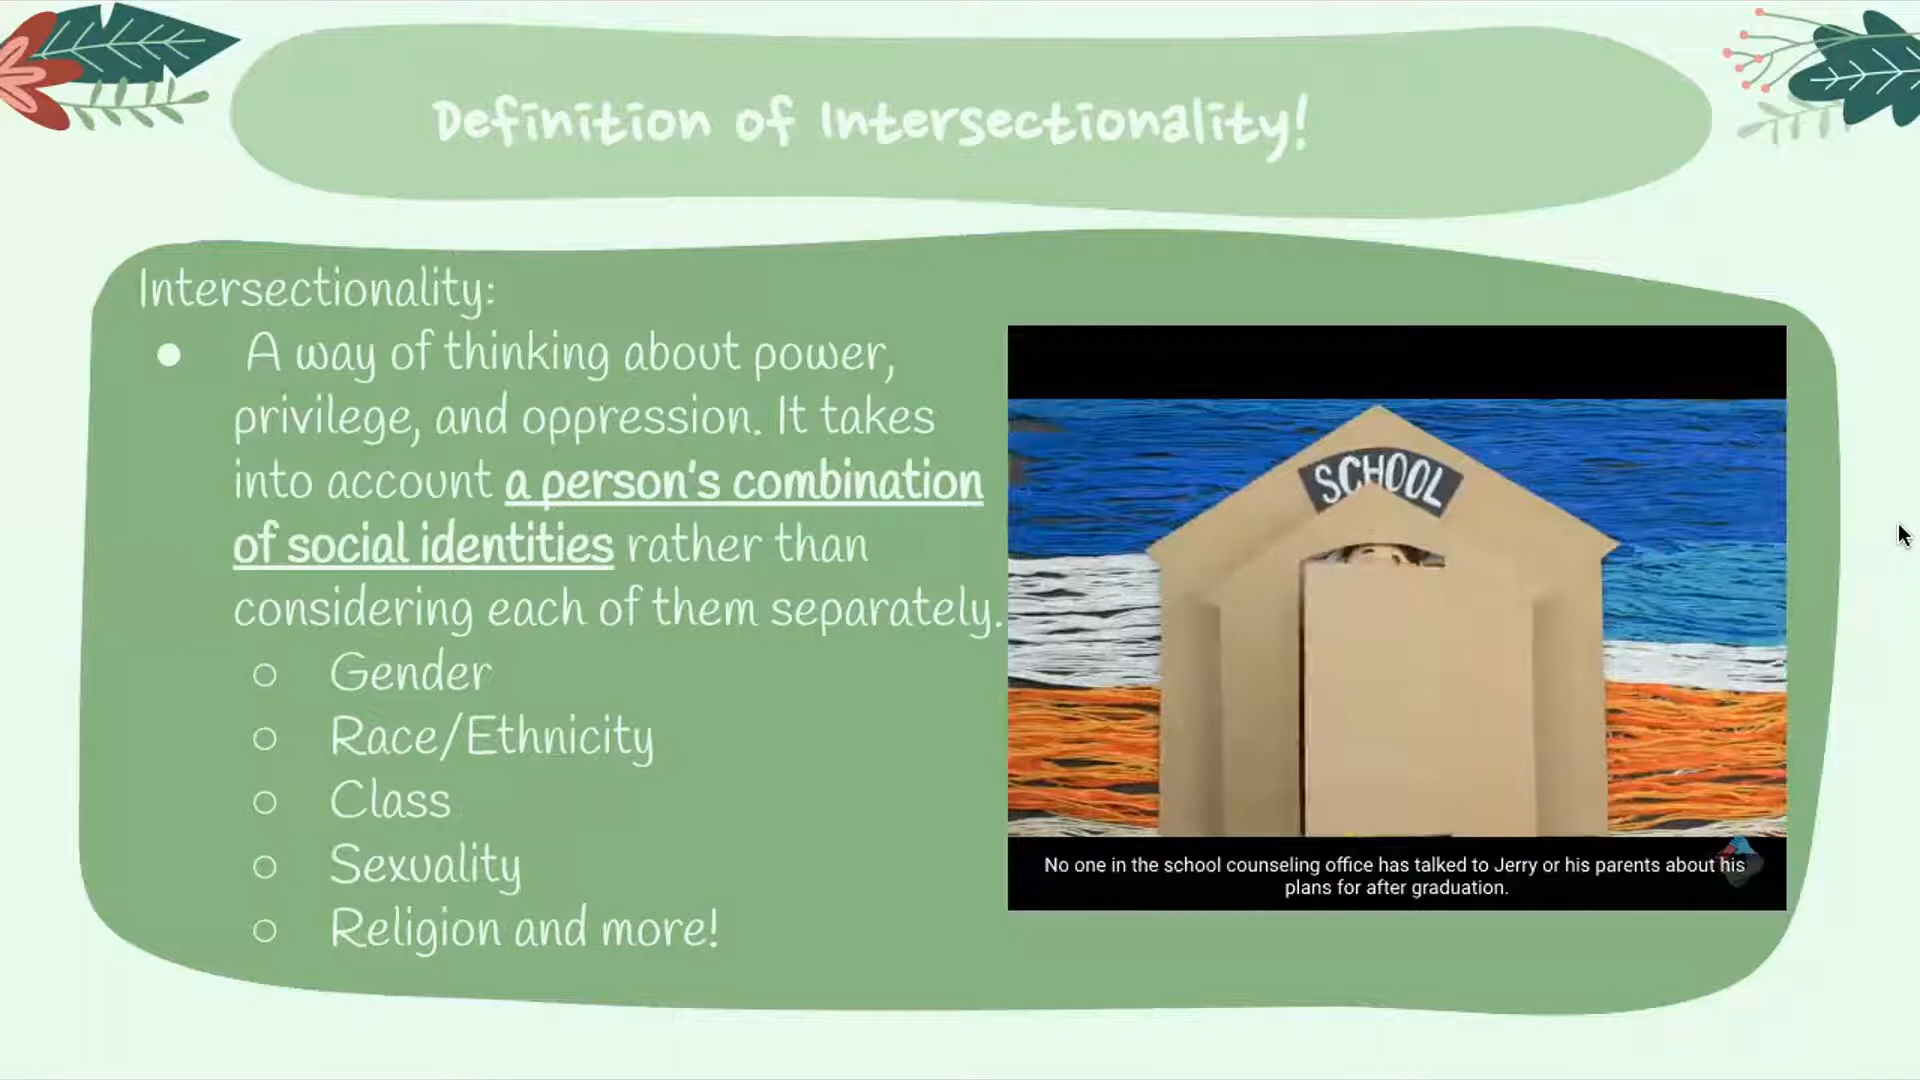 Definition of Intersectionality!
Intersectionality:
● A way of thinking about power,
privilege, and oppression. It takes
into account a person's combination
of social identities rather than
considering each of them separately.
○ Gender
○ Race/Ethnicity
○ Class
○ Sexuality
○ Religion and more!
SCHOOL
No one in the school counseling office has talked to Jerry or his parents about his
plans for after graduation.